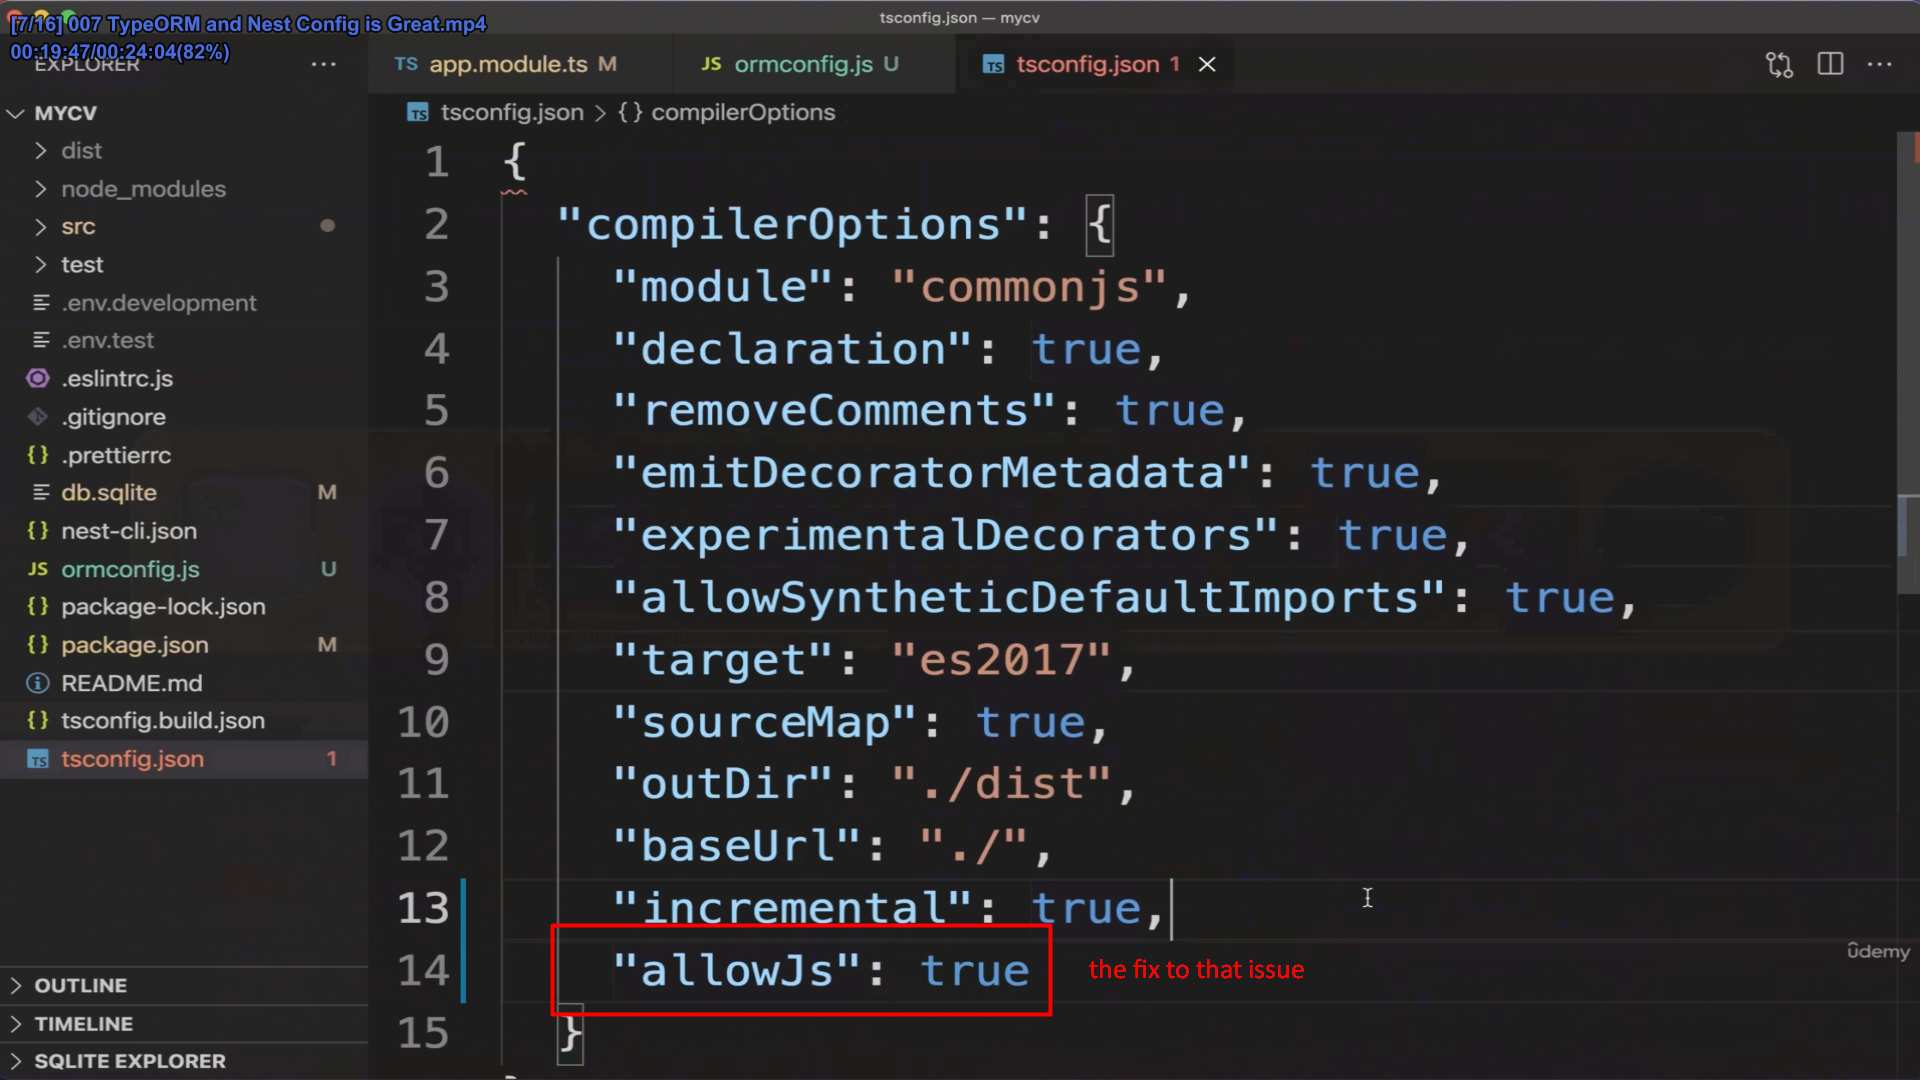 [7/16] 007 TypeORM and Nest Config is Great.mp4
00:19:47/00:24:04(82%)
tsconfig.json — mycv
EXPLORER ...
TS app.module.ts M
JS ormconfig.js U
TS tsconfig.json 1
TS tsconfig.json > {} compilerOptions
MYCV
dist
node_modules
src
test
.env.development
.env.test
.eslintrc.js
.gitignore
{} .prettierrc
db.sqlite M
{} nest-cli.json
JS ormconfig.js U
{} package-lock.json
{} package.json M
README.md
{} tsconfig.build.json
TS tsconfig.json 1
OUTLINE
TIMELINE
SQLITE EXPLORER
1 {
2 "compilerOptions": {
3 "module": "commonjs",
4 "declaration": true,
5 "removeComments": true,
6 "emitDecoratorMetadata": true,
7 "experimentalDecorators": true,
8 "allowSyntheticDefaultImports": true,
9 "target": "es2017",
10 "sourceMap": true,
11 "outDir": "./dist",
12 "baseUrl": "./",
13 "incremental": true,
14 "allowJs": true
the fix to that issue
15 }
ûdemy